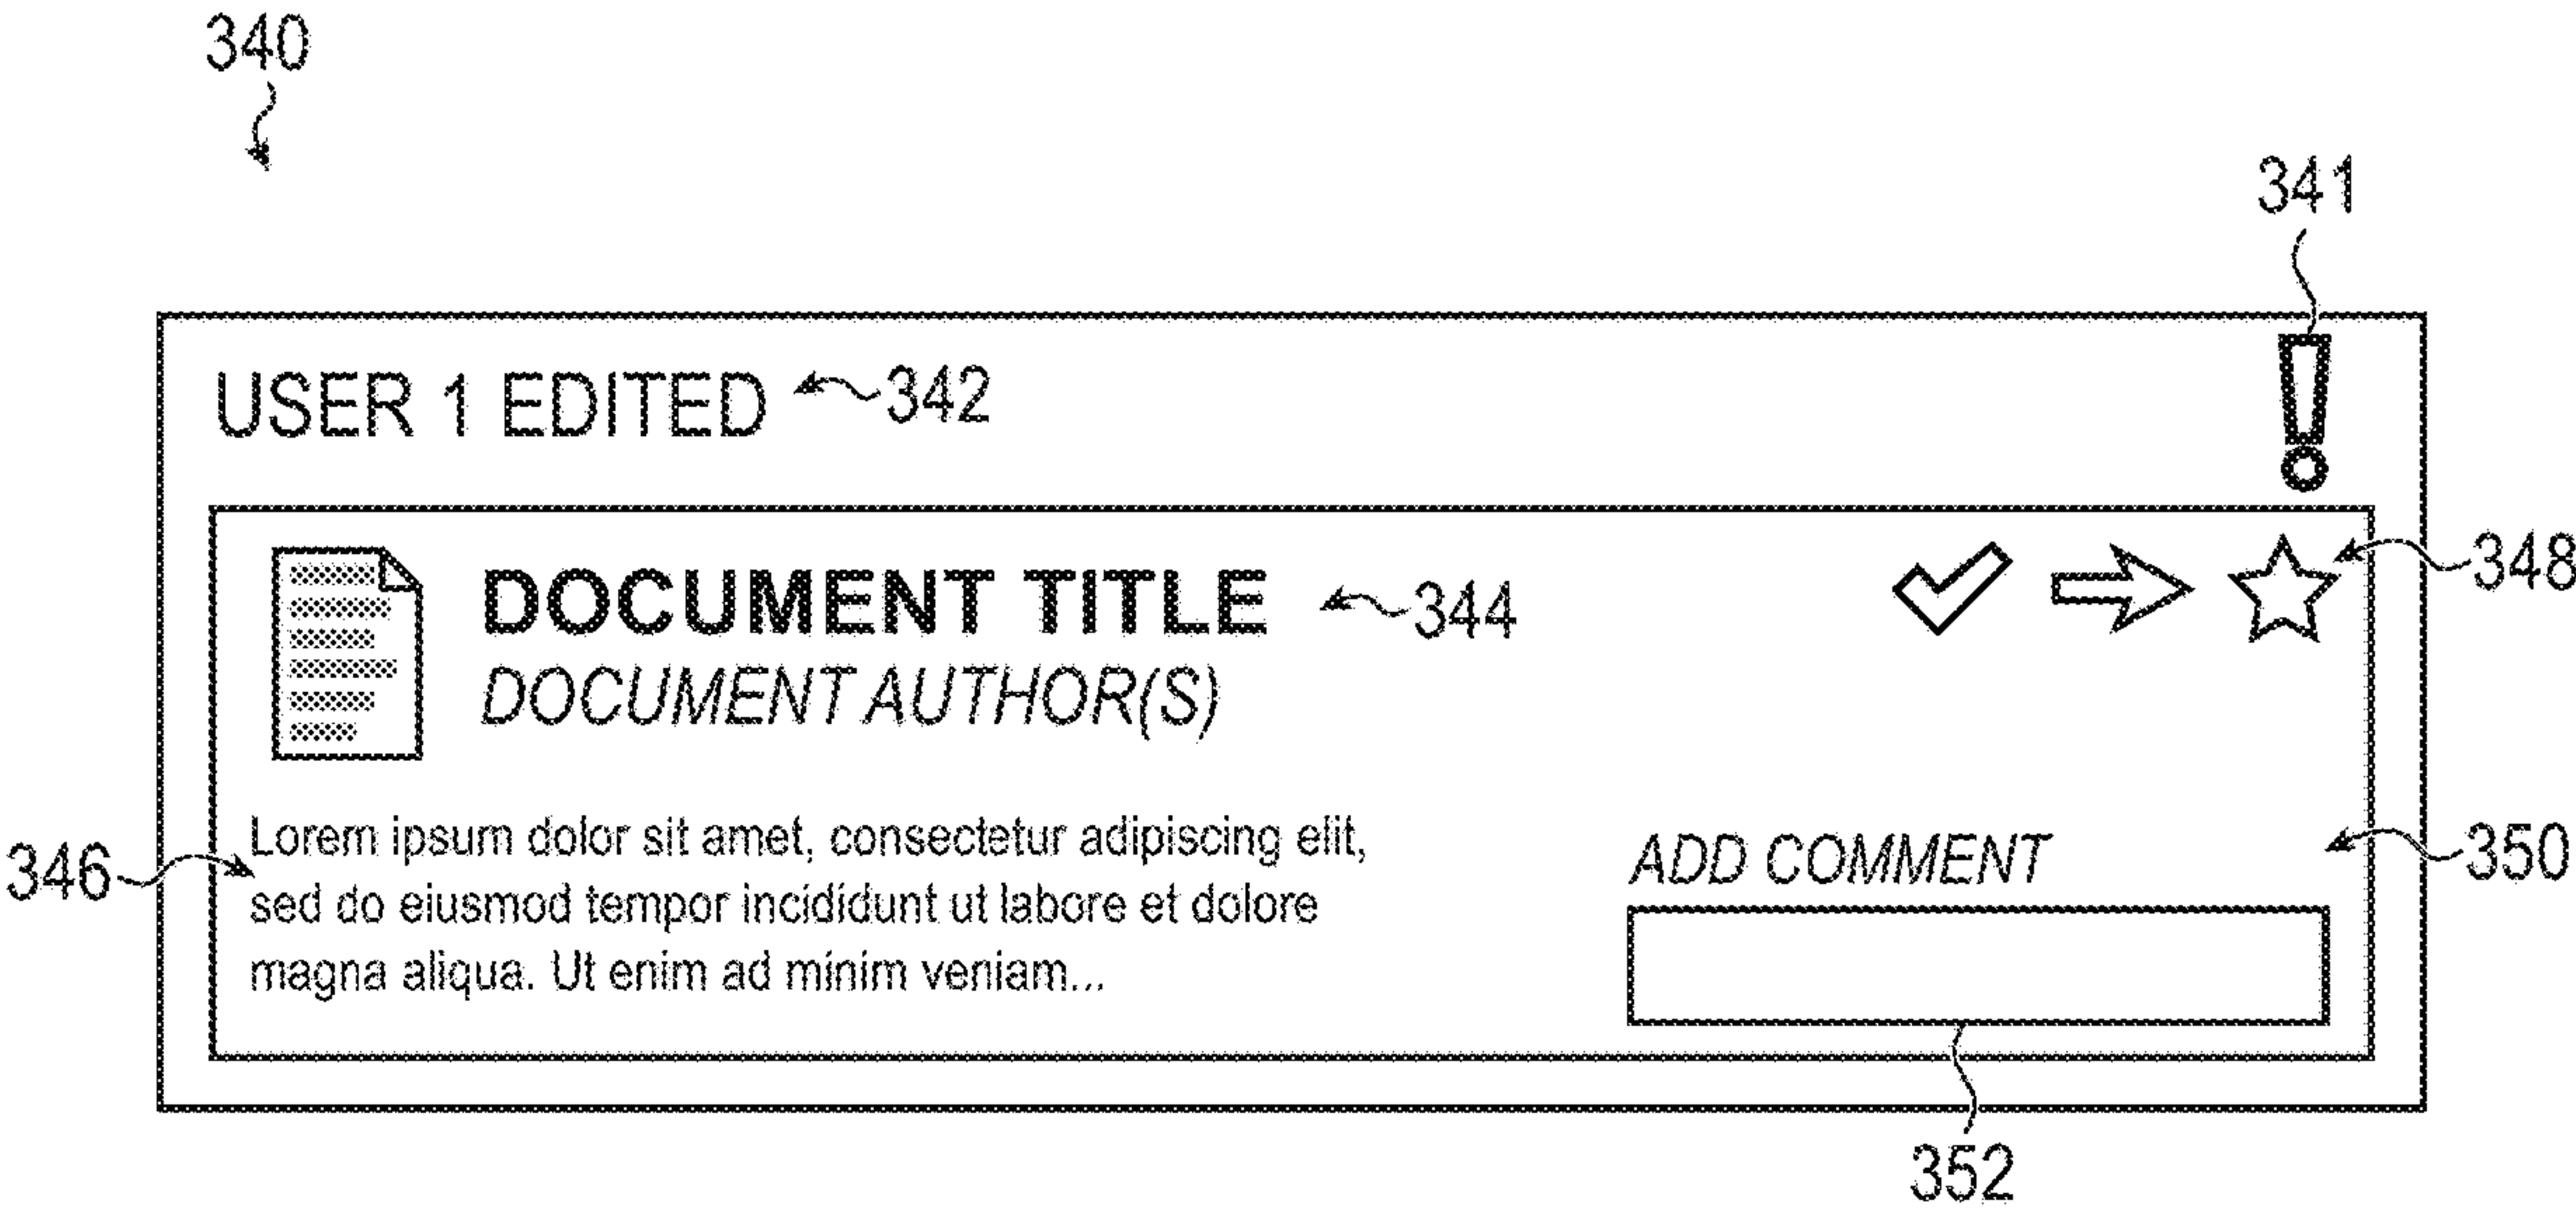 340
341
USER 1 EDITED 342
DOCUMENT TITLE 344
348
DOCUMENT AUTHOR(S)
346
Lorem ipsum dolor sit amet, consectetur adipiscing elit,
sed do eiusmod tempor incididunt ut labore et dolore
magna aliqua. Ut enim ad minim veniam...
ADD COMMENT
350
352